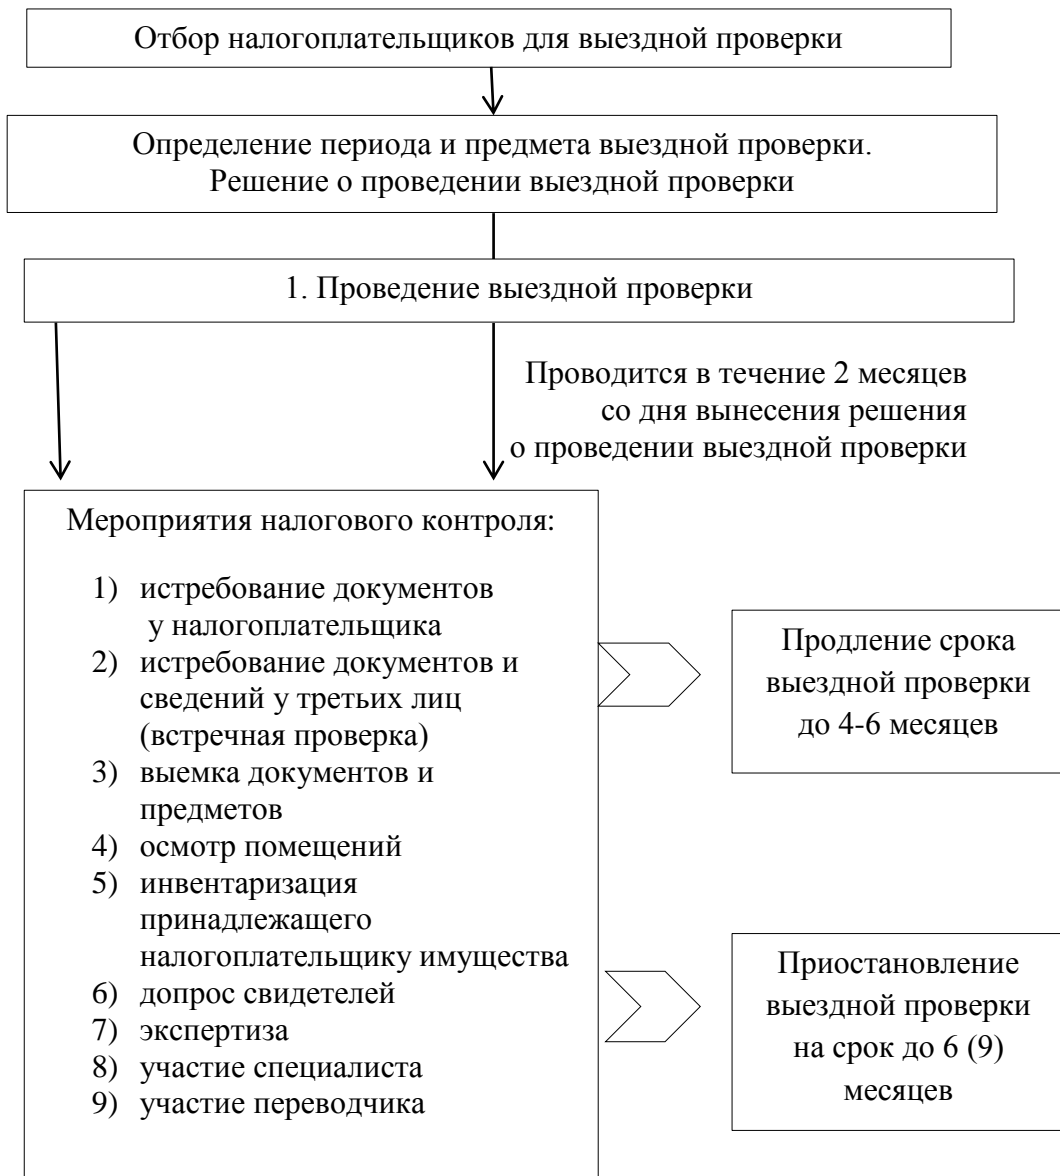 Отбор налогоплательщиков для выездной проверки
Определение периода и предмета выездной проверки.
Решение о проведении выездной проверки
1. Проведение выездной проверки
Проводится в течение 2 месяцев
со дня вынесения решения
о проведении выездной проверки
Мероприятия налогового контроля:
1) истребование документов
у налогоплательщика
2) истребование документов и
сведений у третьих лиц
(встречная проверка)
3) выемка документов и
предметов
4) осмотр помещений
5) инвентаризация
принадлежащего
налогоплательщику имущества
6) допрос свидетелей
7) экспертиза
8) участие специалиста
9) участие переводчика
Продление срока
выездной проверки
до 4-6 месяцев
Приостановление
выездной проверки
на срок до 6 (9)
месяцев